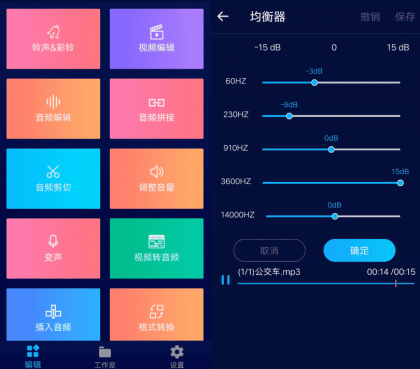 铃声&彩铃
视频编辑
音频编辑
音频拼接
音频剪切
调整音量
变声
视频转音频
插入音频
格式转换
编辑
工作室
设置
均衡器
撤销
保存
-15 dB
0
15 dB
60HZ
-3dB
230HZ
-9dB
910HZ
0dB
3600HZ
15dB
14000HZ
0dB
取消
确定
(1/1)公交车.mp3
00:14 /00:15